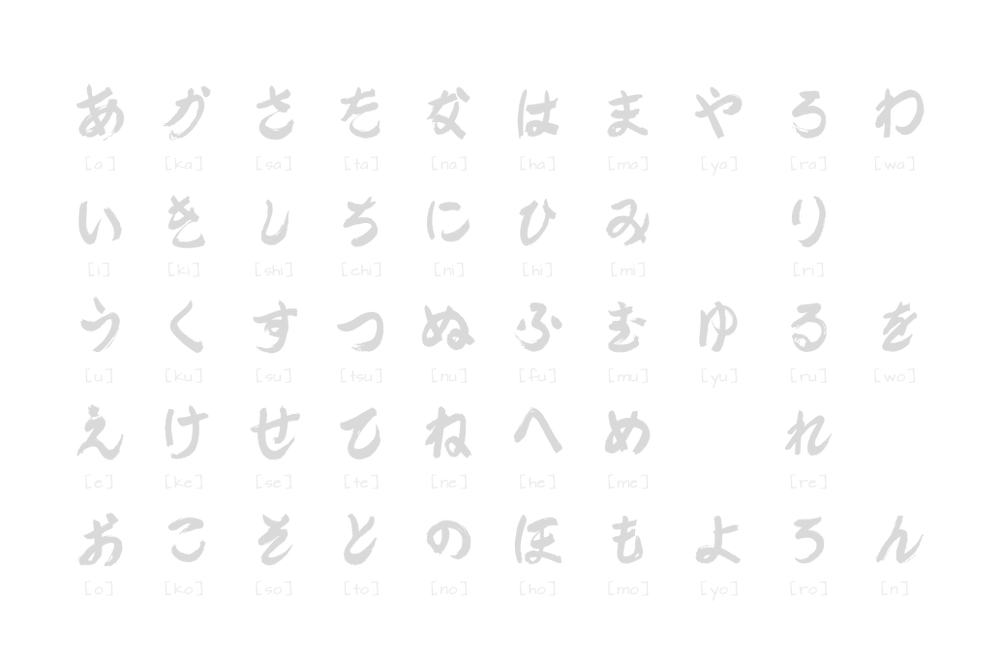 あ か さ た な は ま や ら わ
[a] [ka] [sa] [ta] [na] [ha] [ma] [ya] [ra] [wa]
い き し ち に ひ み り
[i] [ki] [shi] [chi] [ni] [hi] [mi] [ri]
う く す つ ぬ ふ む ゆ る を
[u] [ku] [su] [tsu] [nu] [fu] [mu] [yu] [ru] [wo]
え け せ て ね へ め れ
[e] [ke] [se] [te] [ne] [he] [me] [re]
お こ そ と の ほ も よ ろ ん
[o] [ko] [so] [to] [no] [ho] [mo] [yo] [ro] [n]